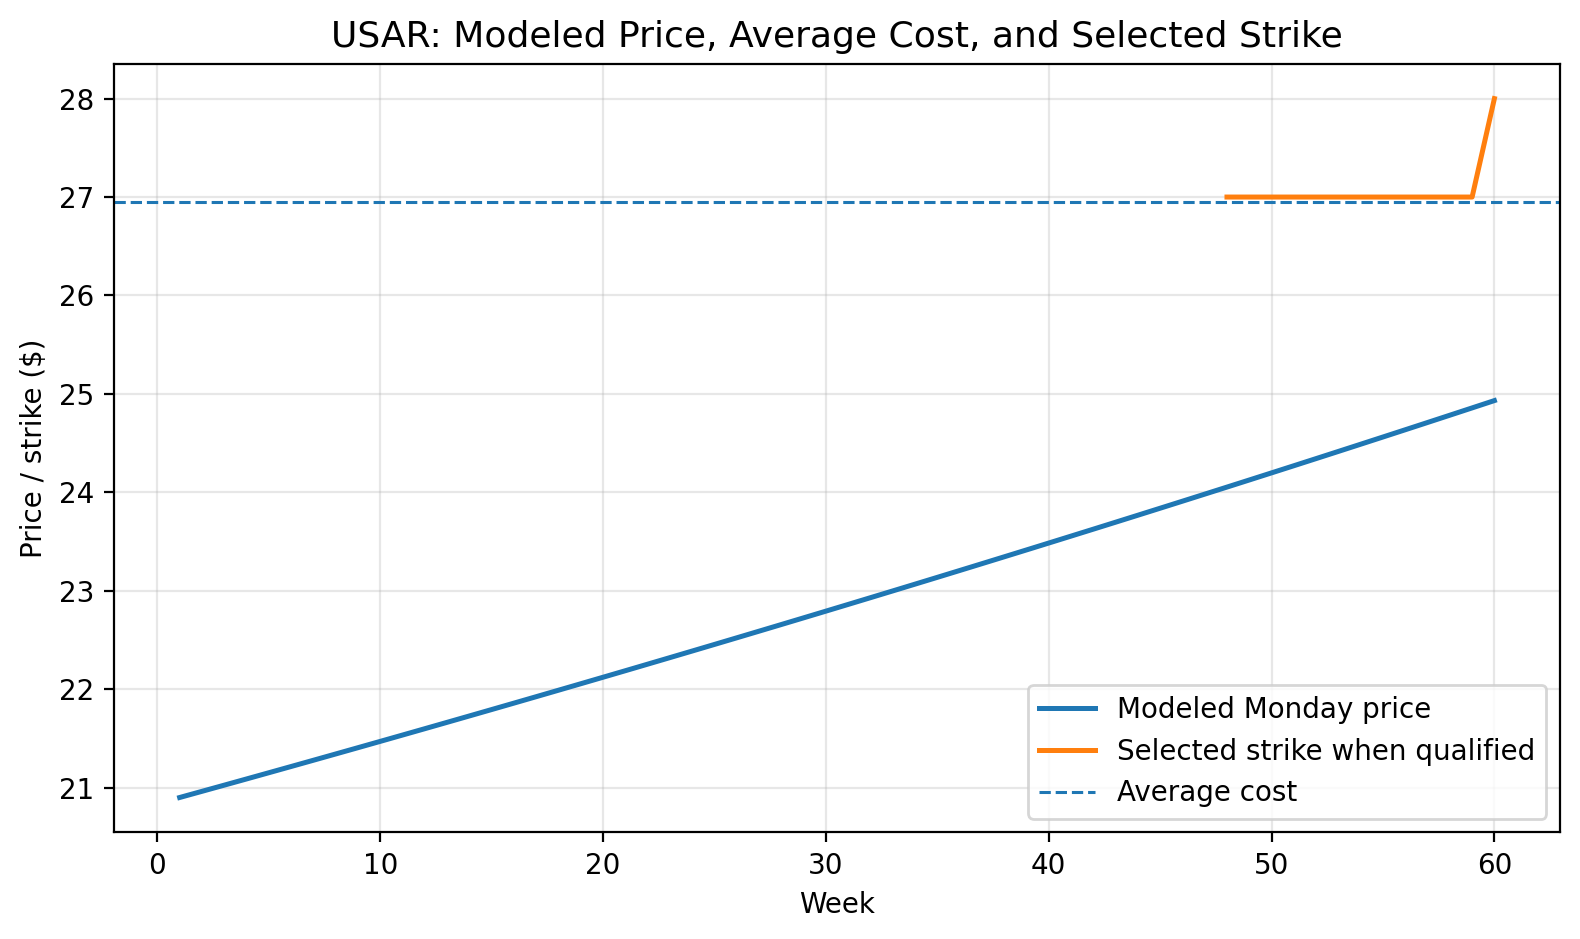 USAR: Modeled Price, Average Cost, and Selected Strike
Price / strike ($)
28
27
26
25
24
23
22
21
Modeled Monday price
Selected strike when qualified
Average cost
0 10 20 30 40 50 60
Week